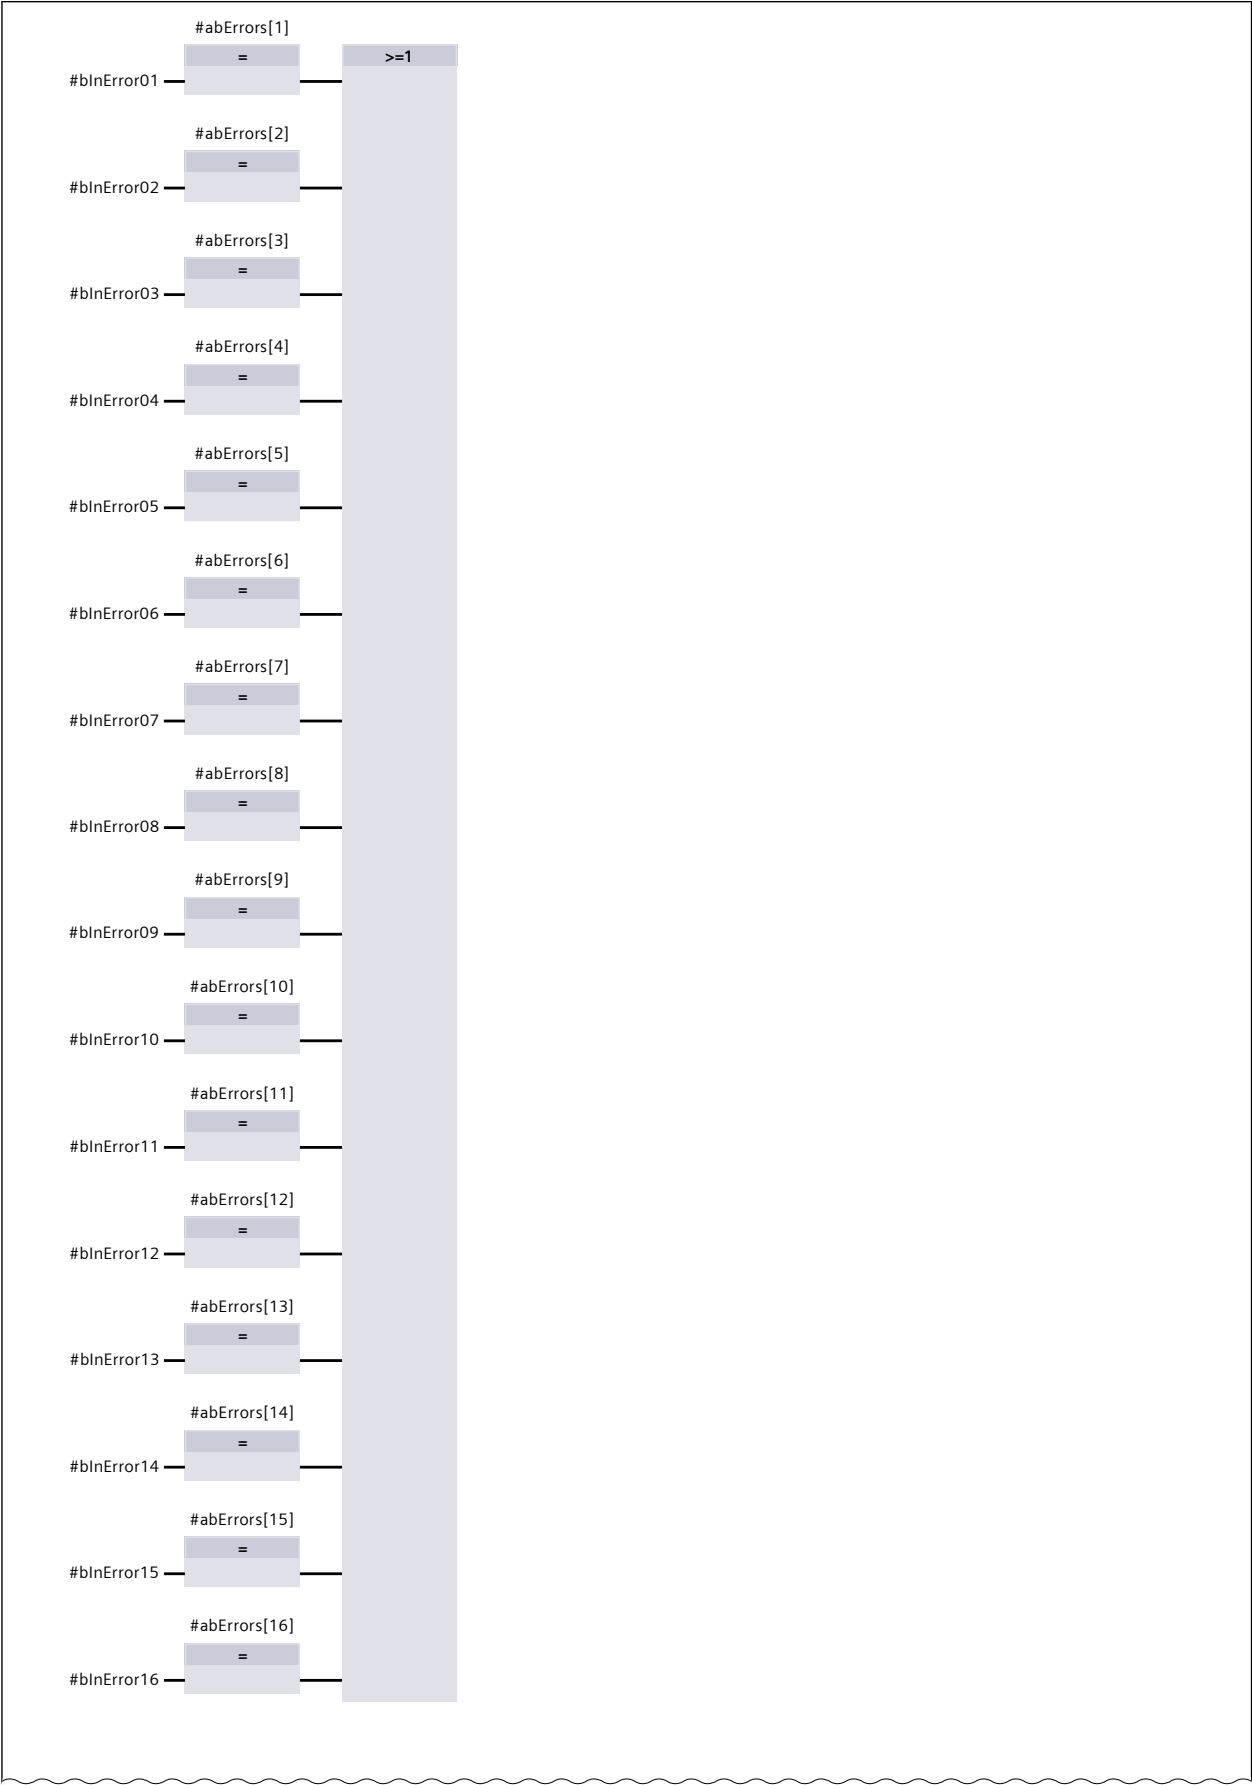 #abErrors[1]
= >=1
#bInError01
#abErrors[2]
=
#bInError02
#abErrors[3]
=
#bInError03
#abErrors[4]
=
#bInError04
#abErrors[5]
=
#bInError05
#abErrors[6]
=
#bInError06
#abErrors[7]
=
#bInError07
#abErrors[8]
=
#bInError08
#abErrors[9]
=
#bInError09
#abErrors[10]
=
#bInError10
#abErrors[11]
=
#bInError11
#abErrors[12]
=
#bInError12
#abErrors[13]
=
#bInError13
#abErrors[14]
=
#bInError14
#abErrors[15]
=
#bInError15
#abErrors[16]
=
#bInError16